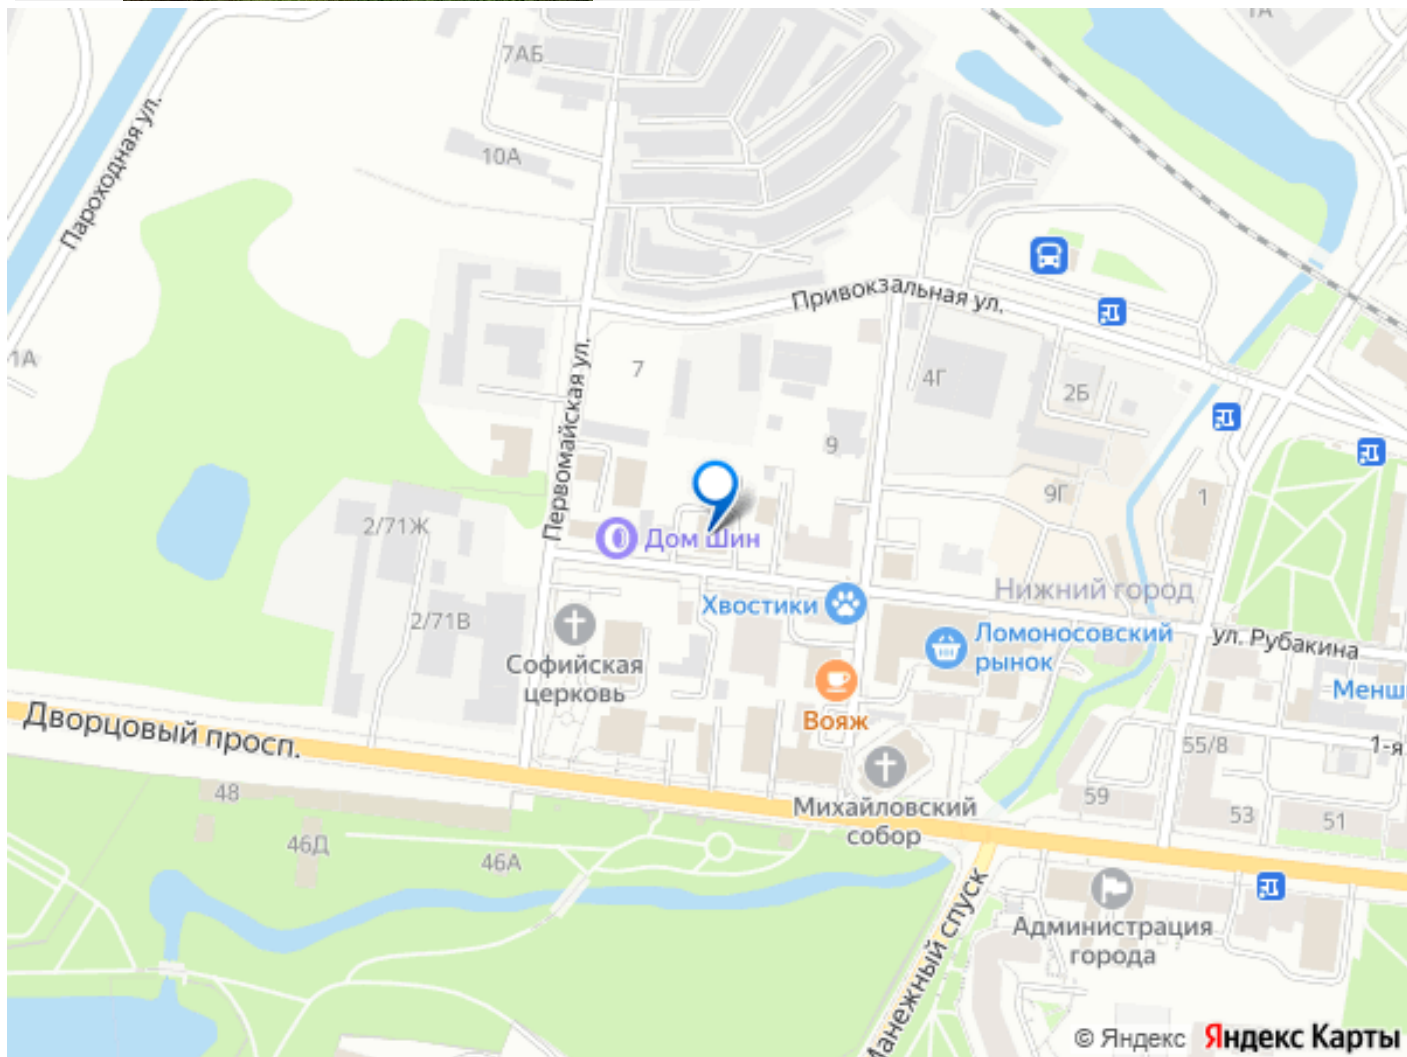 1А
7АБ
Пароходная ул.
10А
Привокзальная ул.
1А
7
4Г
2Б
Первомайская ул.
9
9Г
1
2/71Ж
Дом Шин
Нижний город
Хвостики
2/71В
Ломоносовский
рынок
ул. Рубакина
Софийская
церковь
Менш
Вояж
Дворцовый просп.
55/8
1-я
48
Михайловский
собор
59
53
51
46Д
46А
Манежный спуск
Администрация
города
© Яндекс Яндекс Карты